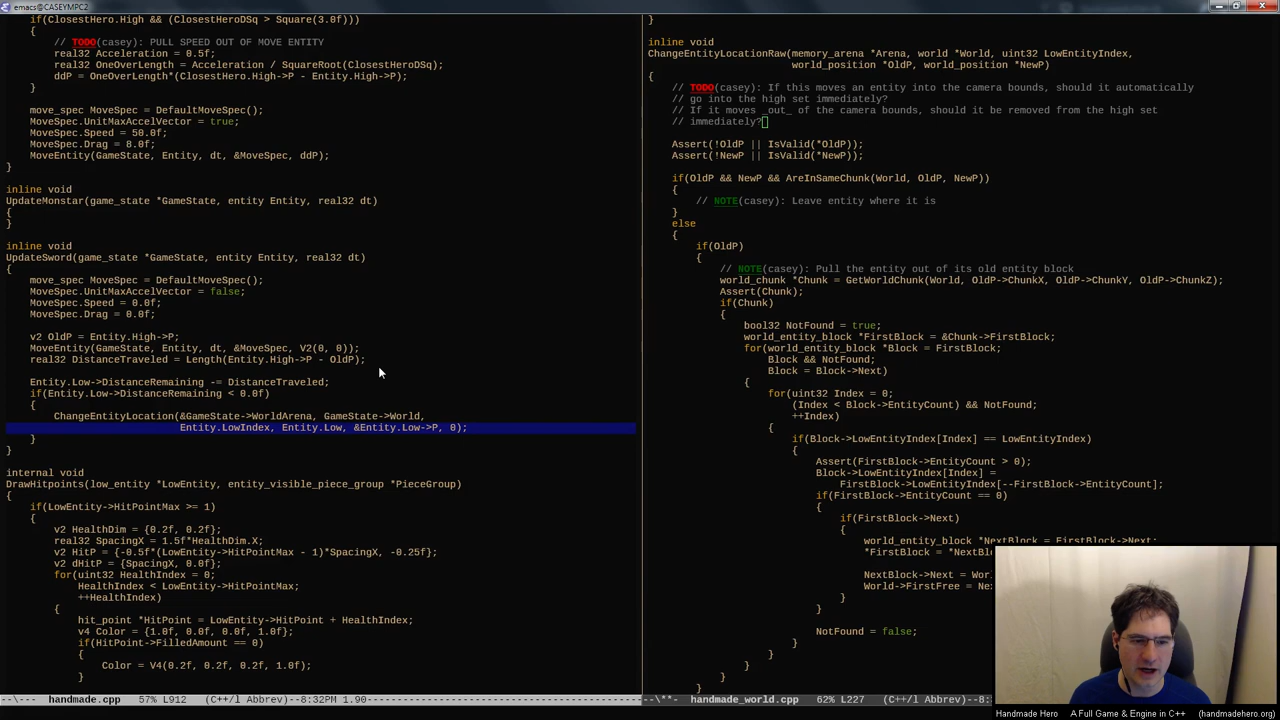 emacs@CASEYMPC2
if(ClosestHero.High && (ClosestHeroDSq > Square(3.0f)))
{
// TODO(casey): PULL SPEED OUT OF MOVE ENTITY
real32 Acceleration = 0.5f;
real32 OneOverLength = Acceleration / SquareRoot(ClosestHeroDSq);
ddP = OneOverLength*(ClosestHero.High->P - Entity.High->P);
}
move_spec MoveSpec = DefaultMoveSpec();
MoveSpec.UnitMaxAccelVector = true;
MoveSpec.Speed = 50.0f;
MoveSpec.Drag = 8.0f;
MoveEntity(GameState, Entity, dt, &MoveSpec, ddP);
}
inline void
UpdateMonstar(game_state *GameState, entity Entity, real32 dt)
{
}
inline void
UpdateSword(game_state *GameState, entity Entity, real32 dt)
{
move_spec MoveSpec = DefaultMoveSpec();
MoveSpec.UnitMaxAccelVector = false;
MoveSpec.Speed = 0.0f;
MoveSpec.Drag = 0.0f;
v2 OldP = Entity.High->P;
MoveEntity(GameState, Entity, dt, &MoveSpec, V2(0, 0));
real32 DistanceTraveled = Length(Entity.High->P - OldP);
Entity.Low->DistanceRemaining -= DistanceTraveled;
if(Entity.Low->DistanceRemaining < 0.0f)
{
ChangeEntityLocation(&GameState->WorldArena, GameState->World,
Entity.LowIndex, Entity.Low, &Entity.Low->P, 0);
}
}
internal void
DrawHitpoints(low_entity *LowEntity, entity_visible_piece_group *PieceGroup)
{
if(LowEntity->HitPointMax >= 1)
{
v2 HealthDim = {0.2f, 0.2f};
real32 SpacingX = 1.5f*HealthDim.X;
v2 HitP = {-0.5f*(LowEntity->HitPointMax - 1)*SpacingX, -0.25f};
v2 dHitP = {SpacingX, 0.0f};
for(uint32 HealthIndex = 0;
HealthIndex < LowEntity->HitPointMax;
++HealthIndex)
{
hit_point *HitPoint = LowEntity->HitPoint + HealthIndex;
v4 Color = {1.0f, 0.0f, 0.0f, 1.0f};
if(HitPoint->FilledAmount == 0)
{
Color = V4(0.2f, 0.2f, 0.2f, 1.0f);
}
--\--- handmade.cpp 57% L912 (C++/l Abbrev)--8:32PM 1.90
}
inline void
ChangeEntityLocationRaw(memory_arena *Arena, world *World, uint32 LowEntityIndex,
world_position *OldP, world_position *NewP)
{
// TODO(casey): If this moves an entity into the camera bounds, should it automatically
// go into the high set immediately?
// If it moves _out_ of the camera bounds, should it be removed from the high set
// immediately?
Assert(!OldP || IsValid(*OldP));
Assert(!NewP || IsValid(*NewP));
if(OldP && NewP && AreInSameChunk(World, OldP, NewP))
{
// NOTE(casey): Leave entity where it is
}
else
{
if(OldP)
{
// NOTE(casey): Pull the entity out of its old entity block
world_chunk *Chunk = GetWorldChunk(World, OldP->ChunkX, OldP->ChunkY, OldP->ChunkZ);
Assert(Chunk);
if(Chunk)
{
bool32 NotFound = true;
world_entity_block *FirstBlock = &Chunk->FirstBlock;
for(world_entity_block *Block = FirstBlock;
Block && NotFound;
Block = Block->Next)
{
for(uint32 Index = 0;
(Index < Block->EntityCount) && NotFound;
++Index)
{
if(Block->LowEntityIndex[Index] == LowEntityIndex)
{
Assert(FirstBlock->EntityCount > 0);
Block->LowEntityIndex[Index] =
FirstBlock->LowEntityIndex[--FirstBlock->EntityCount];
if(FirstBlock->EntityCount == 0)
{
if(FirstBlock->Next)
{
world_entity_block *NextBlock = FirstBlock->Next;
*FirstBlock = *NextBl
NextBlock->Next = Wor
World->FirstFree = Ne
}
}
NotFound = false;
}
}
}
}
--\**- handmade_world.cpp 62% L227 (C++/l Abbrev)--8:
Handmade Hero A Full Game & Engine in C++ (handmadehero.org)